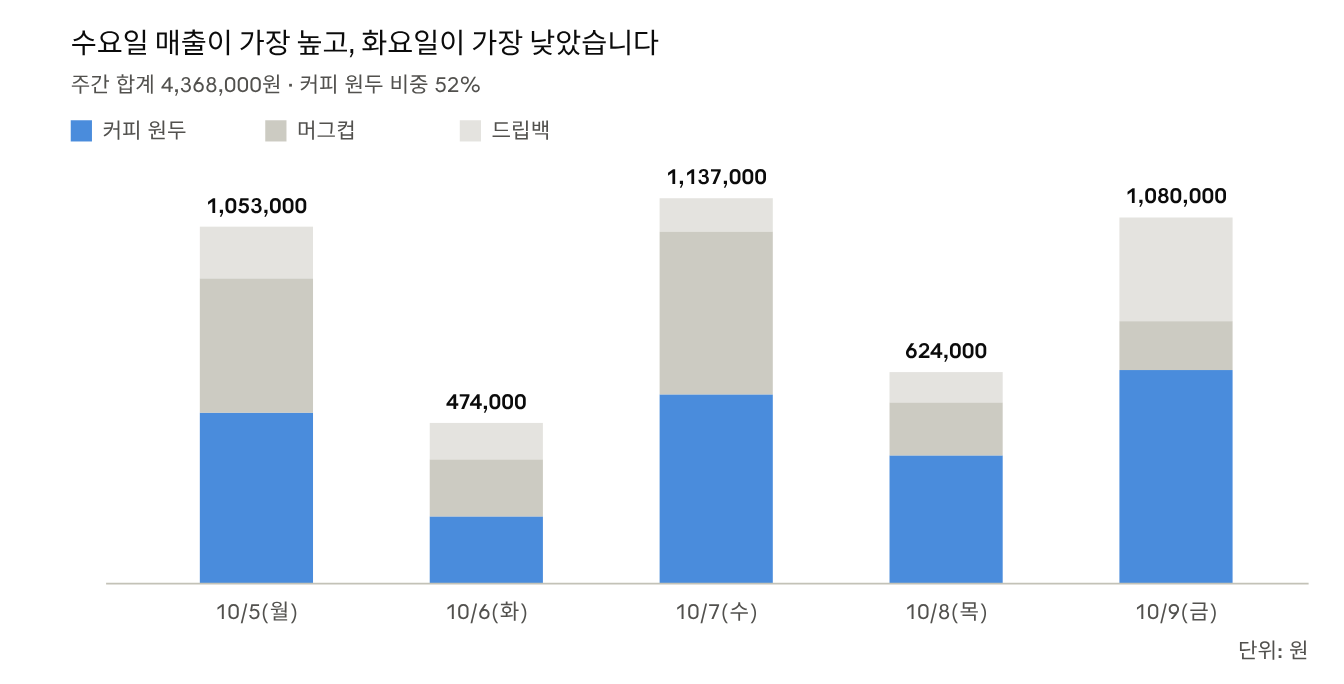 수요일 매출이 가장 높고, 화요일이 가장 낮았습니다
주간 합계 4,368,000원 · 커피 원두 비중 52%
커피 원두 머그컵 드립백
1,053,000
474,000
1,137,000
624,000
1,080,000
10/5(월) 10/6(화) 10/7(수) 10/8(목) 10/9(금)
단위: 원